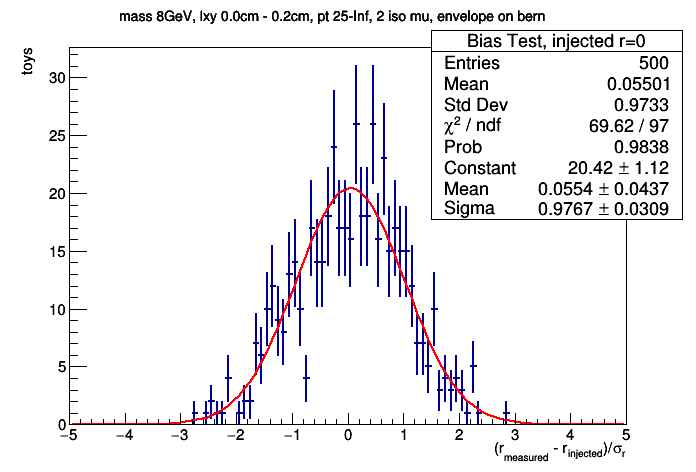 mass 8GeV, lxy 0.0cm - 0.2cm, pt 25-Inf, 2 iso mu, envelope on bern
Bias Test, injected r=0
Entries 500
Mean 0.05501
Std Dev 0.9733
χ² / ndf 69.62 / 97
Prob 0.9838
Constant 20.42 ± 1.12
Mean 0.0554 ± 0.0437
Sigma 0.9767 ± 0.0309
toys
30
25
20
15
10
5
0
−5 −4 −3 −2 −1 0 1 2 3 4 5
(r_measured - r_injected)/σ_r